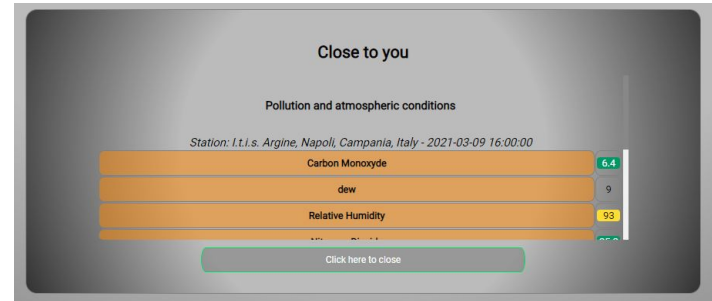 Close to you
Pollution and atmospheric conditions
Station: I.t.i.s. Argine, Napoli, Campania, Italy - 2021-03-09 16:00:00
Carbon Monoxyde 6.4
dew 9
Relative Humidity 93
Click here to close